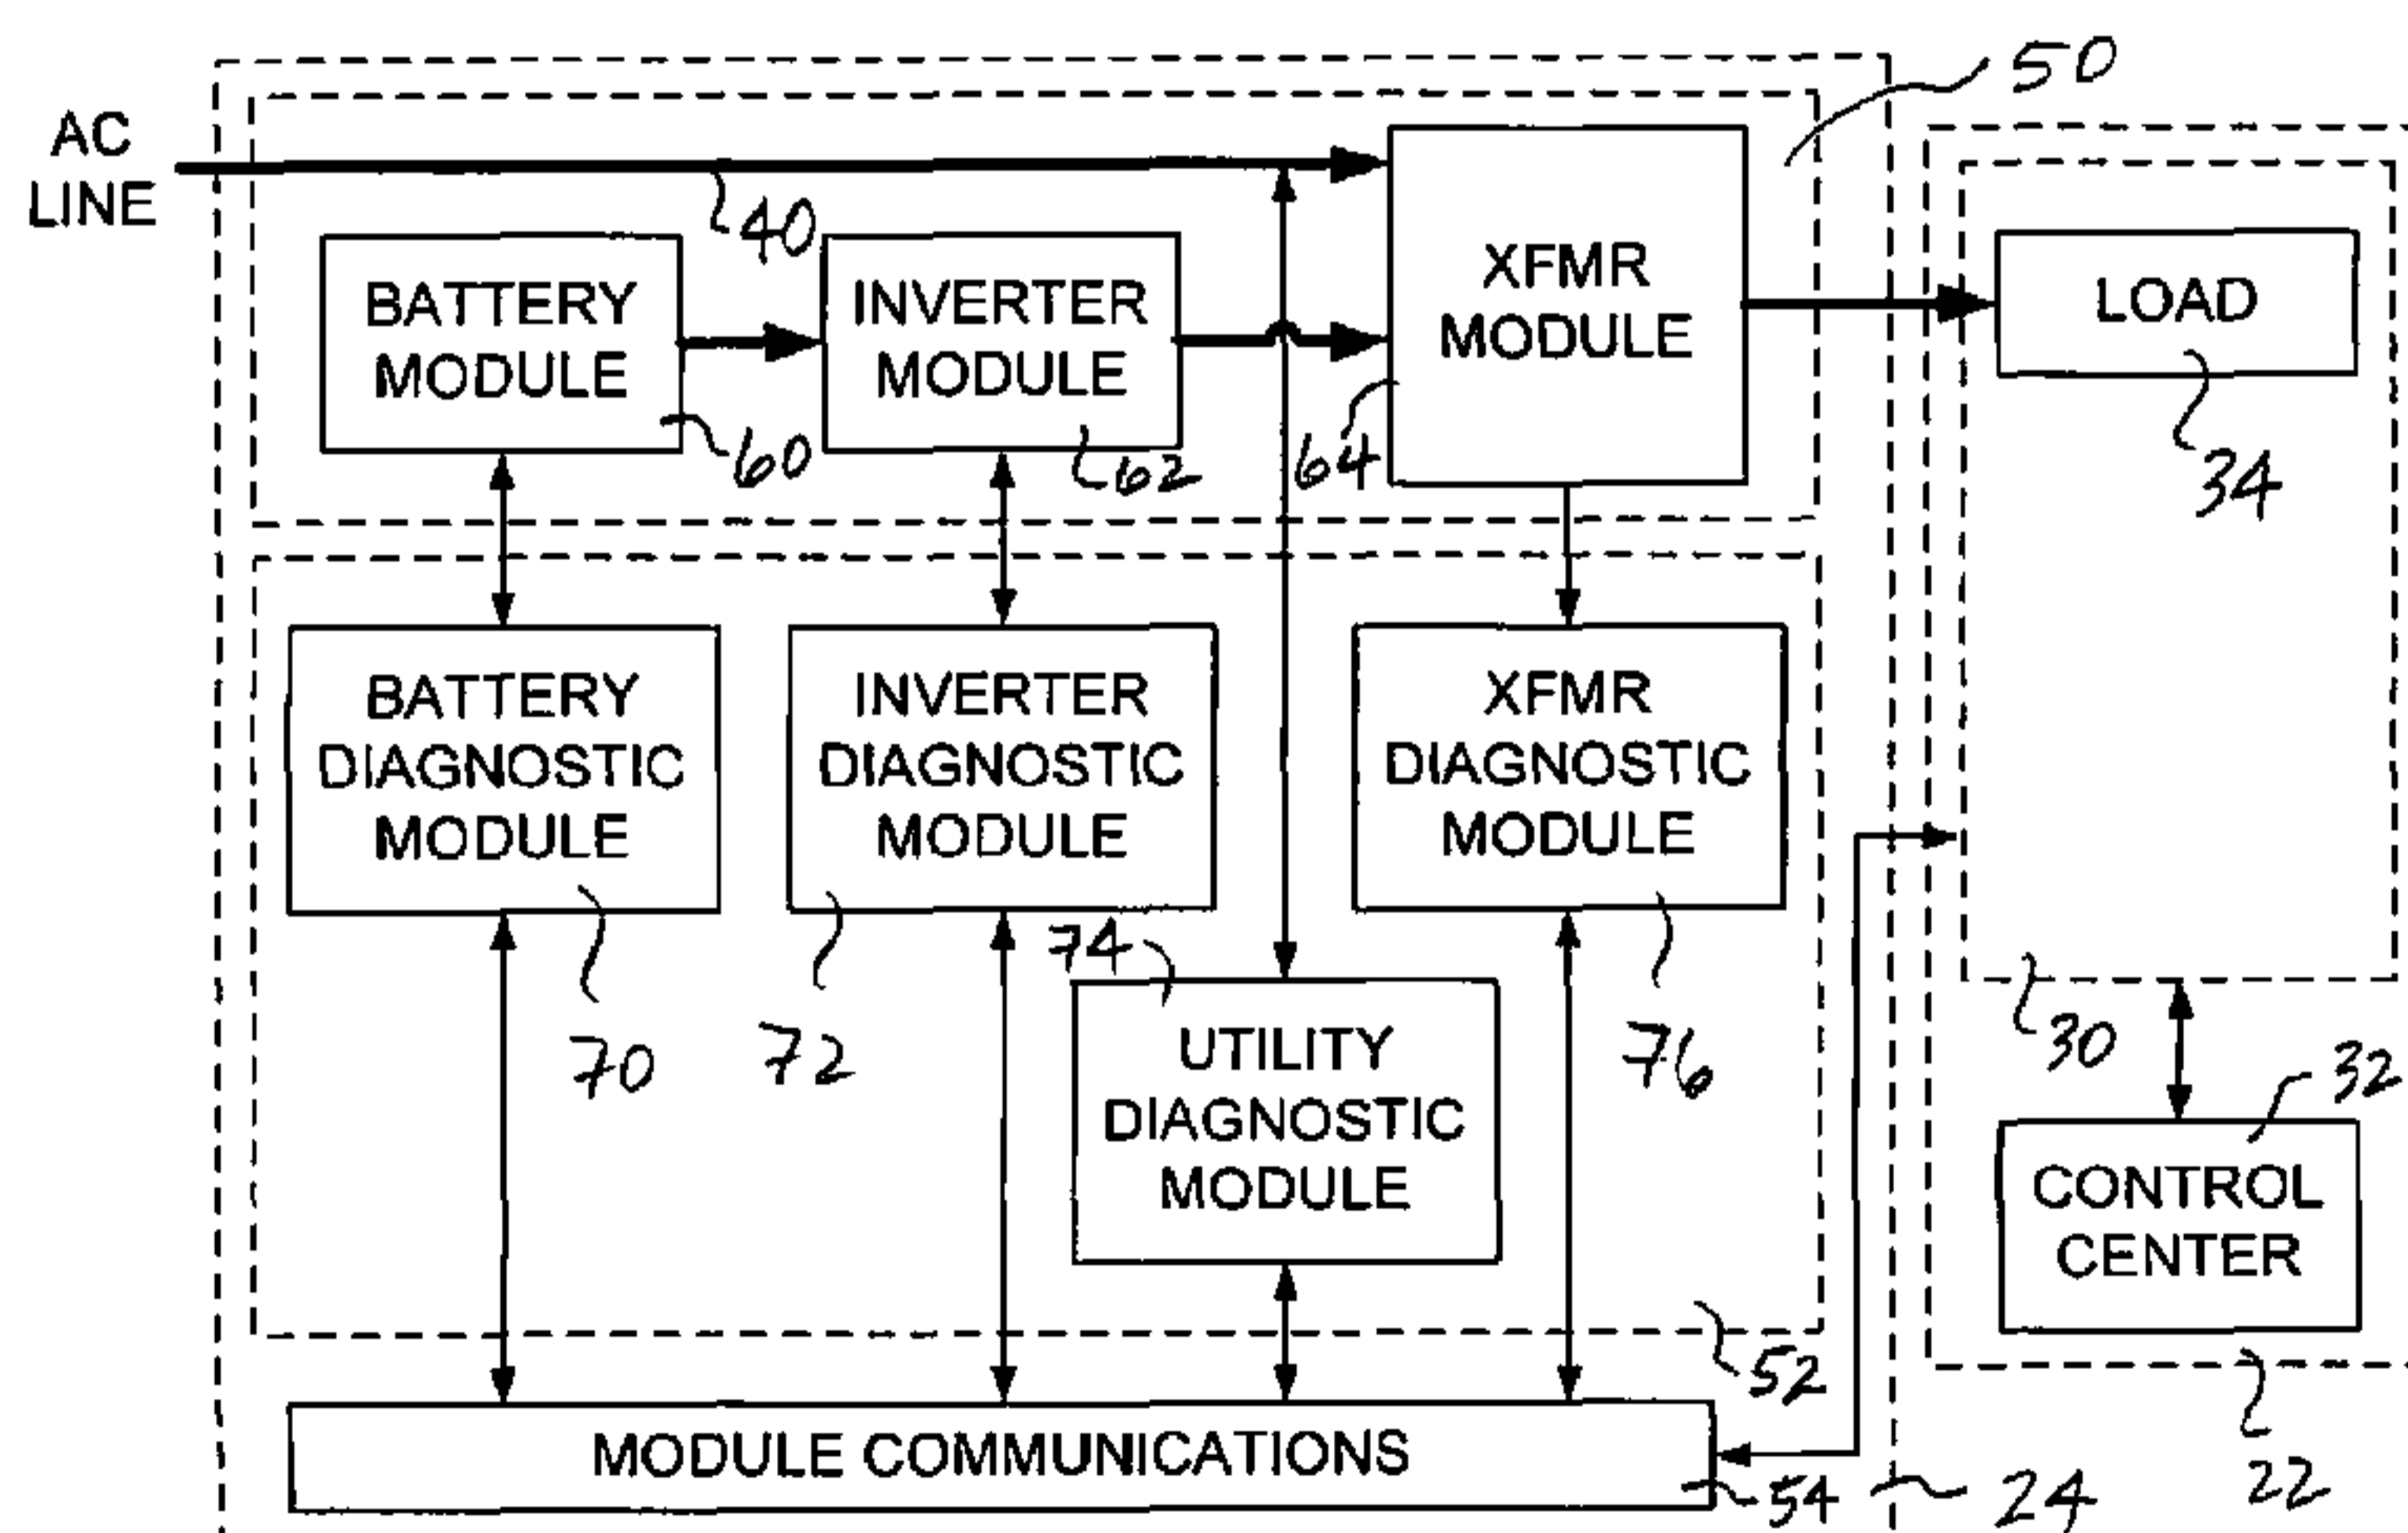 50
AC
LINE
40
BATTERY
MODULE
60
INVERTER
MODULE
62
XFMR
MODULE
64
LOAD
34
BATTERY
DIAGNOSTIC
MODULE
70
INVERTER
DIAGNOSTIC
MODULE
72
XFMR
DIAGNOSTIC
MODULE
76
74
UTILITY
DIAGNOSTIC
MODULE
30
32
CONTROL
CENTER
52
MODULE COMMUNICATIONS
54
24
22